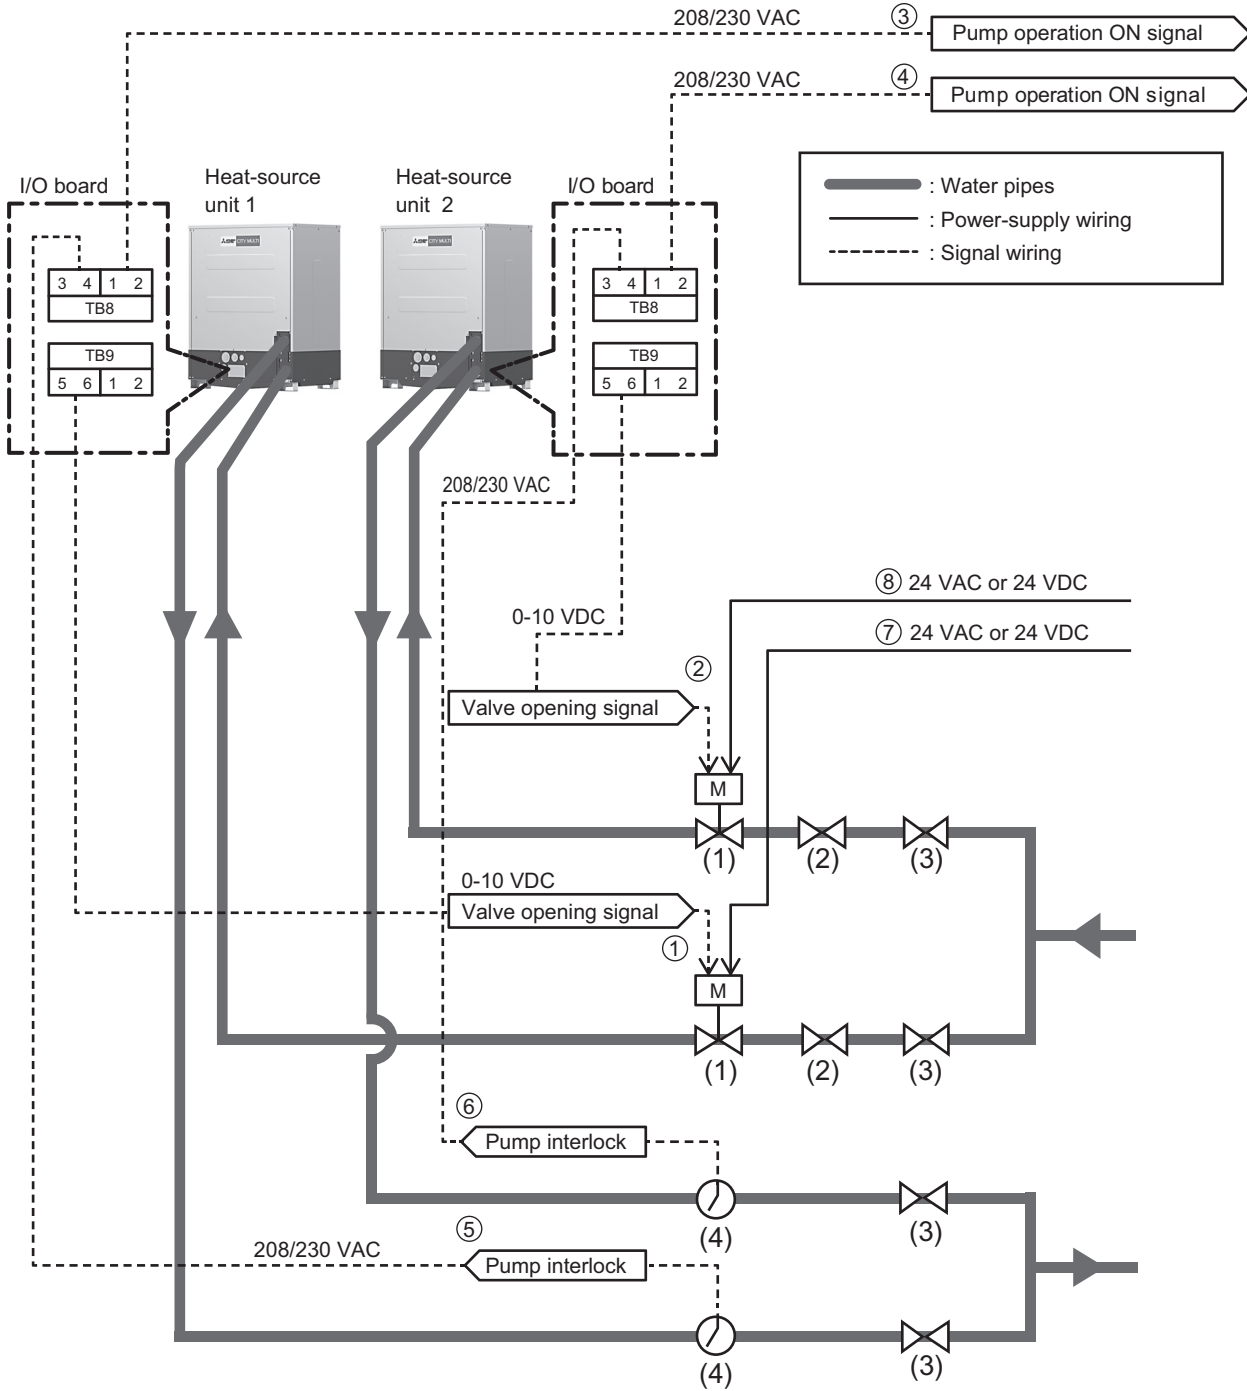 208/230 VAC ③ Pump operation ON signal
208/230 VAC ④ Pump operation ON signal
I/O board
Heat-source
unit 1
Heat-source
unit 2
I/O board
: Water pipes
: Power-supply wiring
: Signal wiring
CITY MULTI
CITY MULTI
3 4 1 2
TB8
TB9
5 6 1 2
3 4 1 2
TB8
TB9
5 6 1 2
208/230 VAC
⑧ 24 VAC or 24 VDC
0-10 VDC
⑦ 24 VAC or 24 VDC
②
Valve opening signal
M
(1) (2) (3)
0-10 VDC
Valve opening signal
①
M
(1) (2) (3)
⑥
Pump interlock
(4) (3)
⑤
208/230 VAC
Pump interlock
(4) (3)